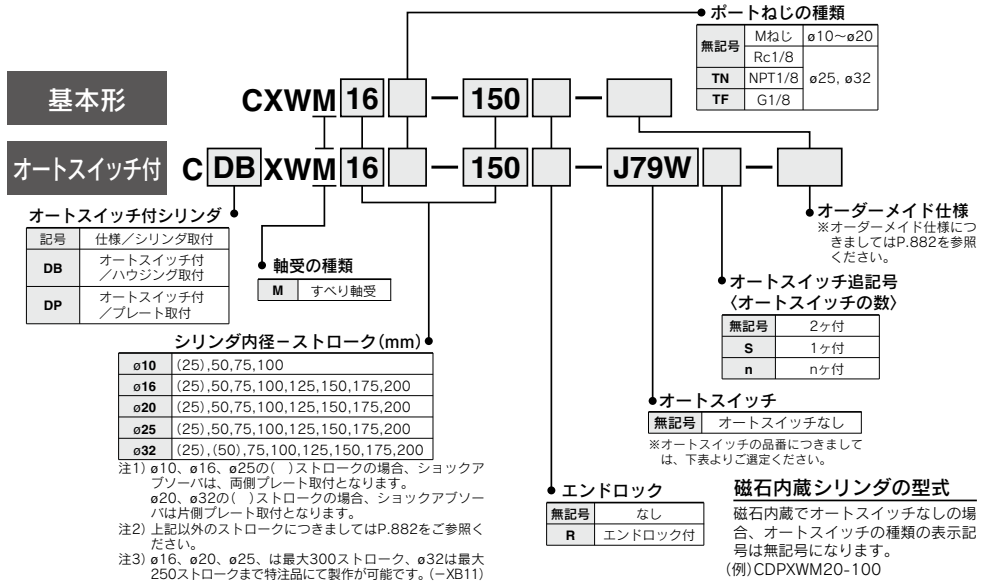 ポートねじの種類
無記号 Mねじ ø10～ø20
Rc1/8 ø25, ø32
TN NPT1/8
TF G1/8
基本形
CXWM 16 － 150 －
オートスイッチ付
C DB XWM 16 － 150 － J79W －
オートスイッチ付シリンダ
記号 仕様／シリンダ取付
DB オートスイッチ付
／ハウジング取付
DP オートスイッチ付
／プレート取付
軸受の種類
M すべり軸受
シリンダ内径－ストローク(mm)
ø10 (25),50,75,100
ø16 (25),50,75,100,125,150,175,200
ø20 (25),50,75,100,125,150,175,200
ø25 (25),50,75,100,125,150,175,200
ø32 (25),(50),75,100,125,150,175,200
注1) ø10、ø16、ø25の(　)ストロークの場合、ショックア
ブソーバは、両側プレート取付となります。
ø20、ø32の(　)ストロークの場合、ショックアブソー
バは片側プレート取付となります。
注2) 上記以外のストロークにつきましてはP.882をご参照く
ださい。
注3) ø16、ø20、ø25、は最大300ストローク、ø32は最大
250ストロークまで特注品にて製作が可能です。(－XB11)
オーダーメイド仕様
※オーダーメイド仕様につ
きましてはP.882を参照
ください。
オートスイッチ追記号
〈オートスイッチの数〉
無記号 2ヶ付
S 1ヶ付
n nヶ付
オートスイッチ
無記号 オートスイッチなし
※オートスイッチの品番につきまして
は、下表よりご選定ください。
エンドロック
無記号 なし
R エンドロック付
磁石内蔵シリンダの型式
磁石内蔵でオートスイッチなしの場
合、オートスイッチの種類の表示記
号は無記号になります。
(例)CDPXWM20-100